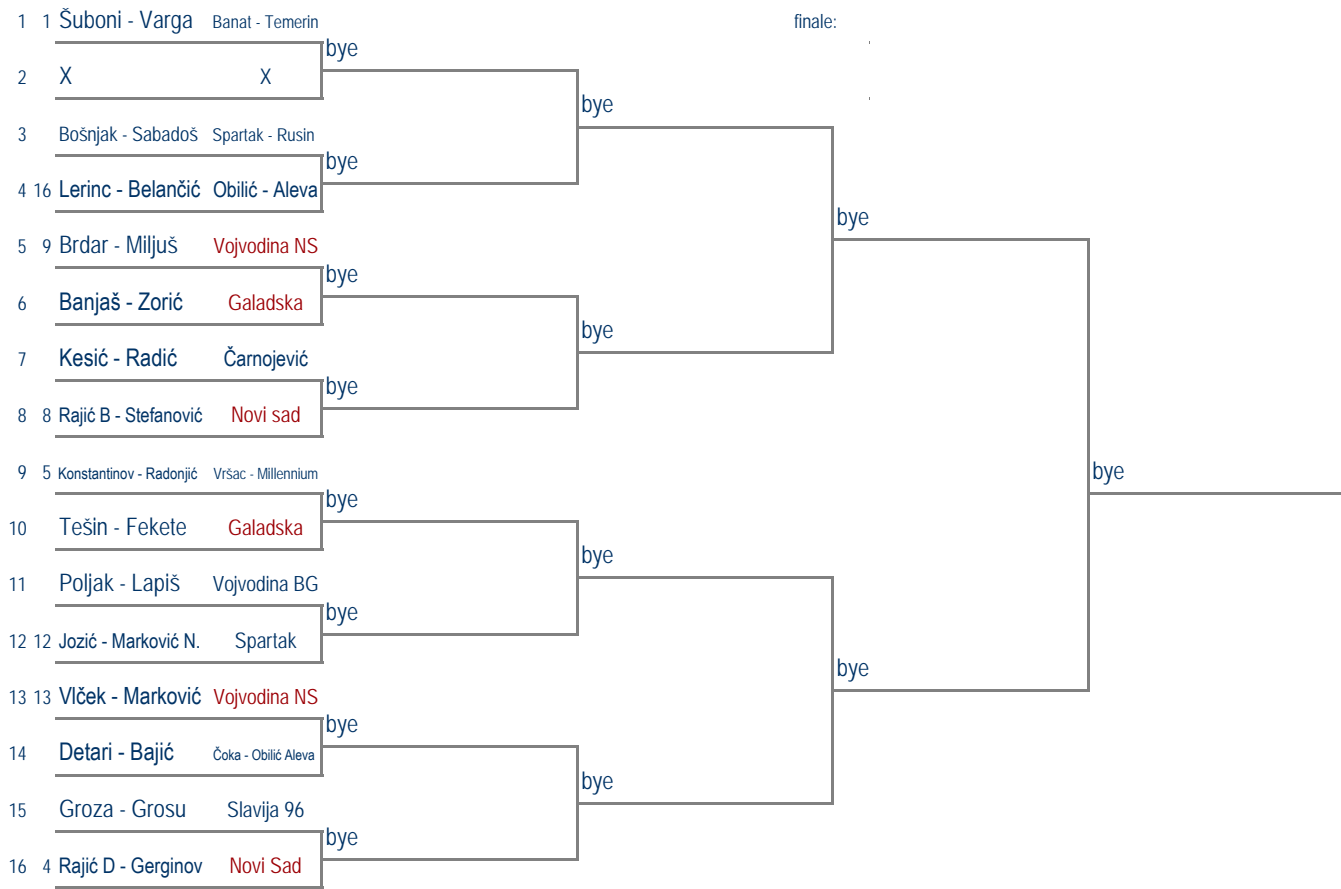 1 1 Šuboni - Varga Banat - Temerin finale:
bye
2 X X
bye
3 Bošnjak - Sabadoš Spartak - Rusin
bye
4 16 Lerinc - Belančić Obilić - Aleva
bye
5 9 Brdar - Miljuš Vojvodina NS
bye
6 Banjaš - Zorić Galadska
bye
7 Kesić - Radić Čarnojević
bye
8 8 Rajić B - Stefanović Novi sad
9 5 Konstantinov - Radonjić Vršac - Millennium bye
bye
10 Tešin - Fekete Galadska
bye
11 Poljak - Lapiš Vojvodina BG
bye
12 12 Jozić - Marković N. Spartak
bye
13 13 Vlček - Marković Vojvodina NS
bye
14 Detari - Bajić Čoka - Obilić Aleva
bye
15 Groza - Grosu Slavija 96
bye
16 4 Rajić D - Gerginov Novi Sad